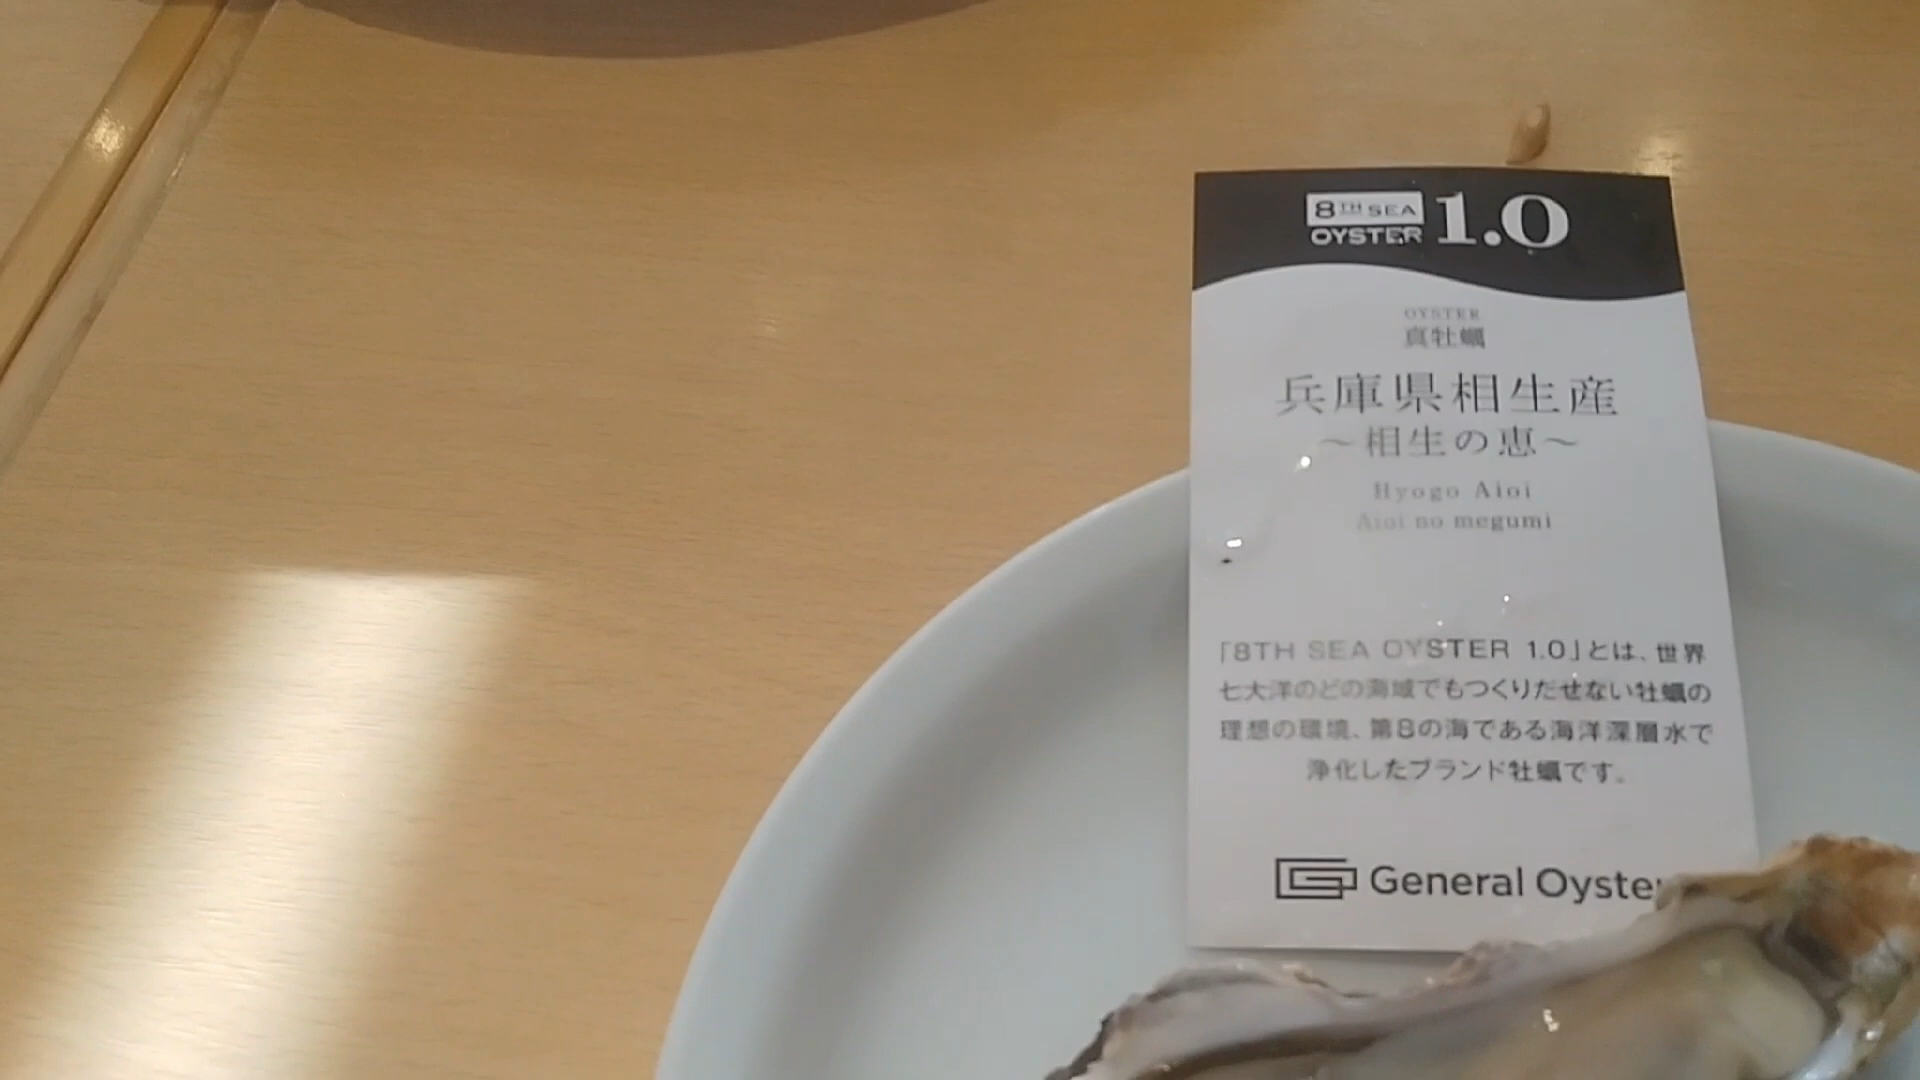 8TH SEA
OYSTER 1.0
OYSTER
真牡蠣
兵庫県相生産
～相生の恵～
Hyogo Aioi
Aioi no megumi
「8TH SEA OYSTER 1.0」とは、世界
七大洋のどの海域でもつくりだせない牡蠣の
理想の環境、第8の海である海洋深層水で
浄化したブランド牡蠣です。
General Oyster